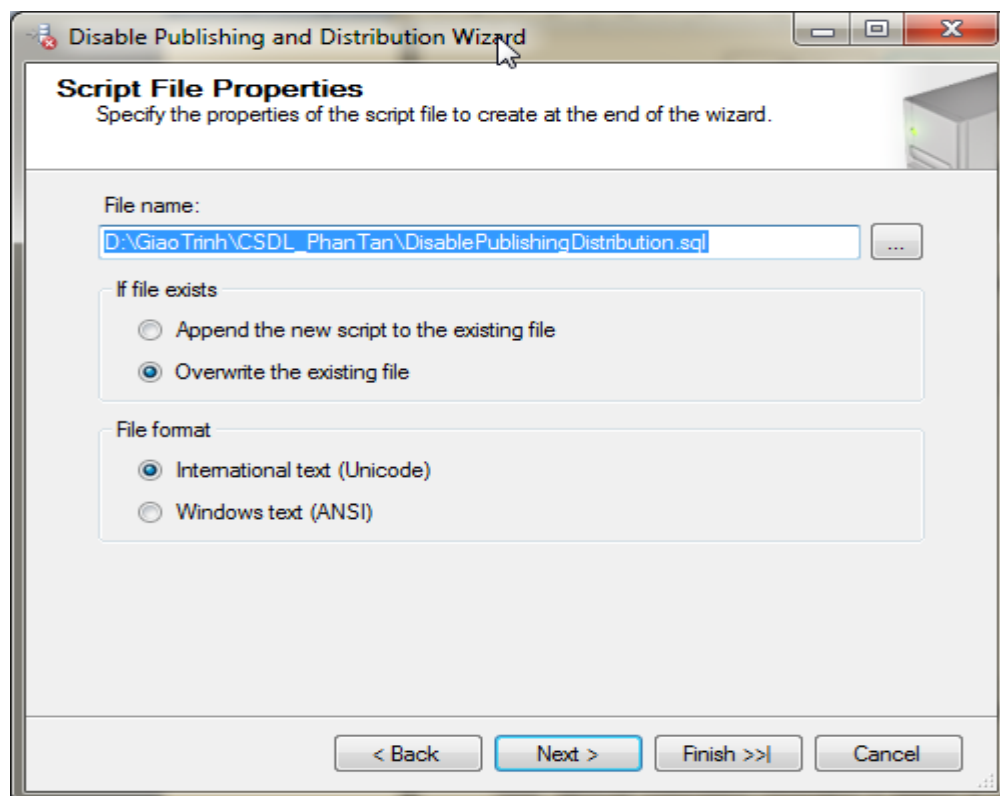 Disable Publishing and Distribution Wizard
Script File Properties
Specify the properties of the script file to create at the end of the wizard.
File name:
D:\GiaoTrinh\CSDL_PhanTan\DisablePublishingDistribution.sql
...
If file exists
Append the new script to the existing file
Overwrite the existing file
File format
International text (Unicode)
Windows text (ANSI)
< Back Next > Finish >>| Cancel